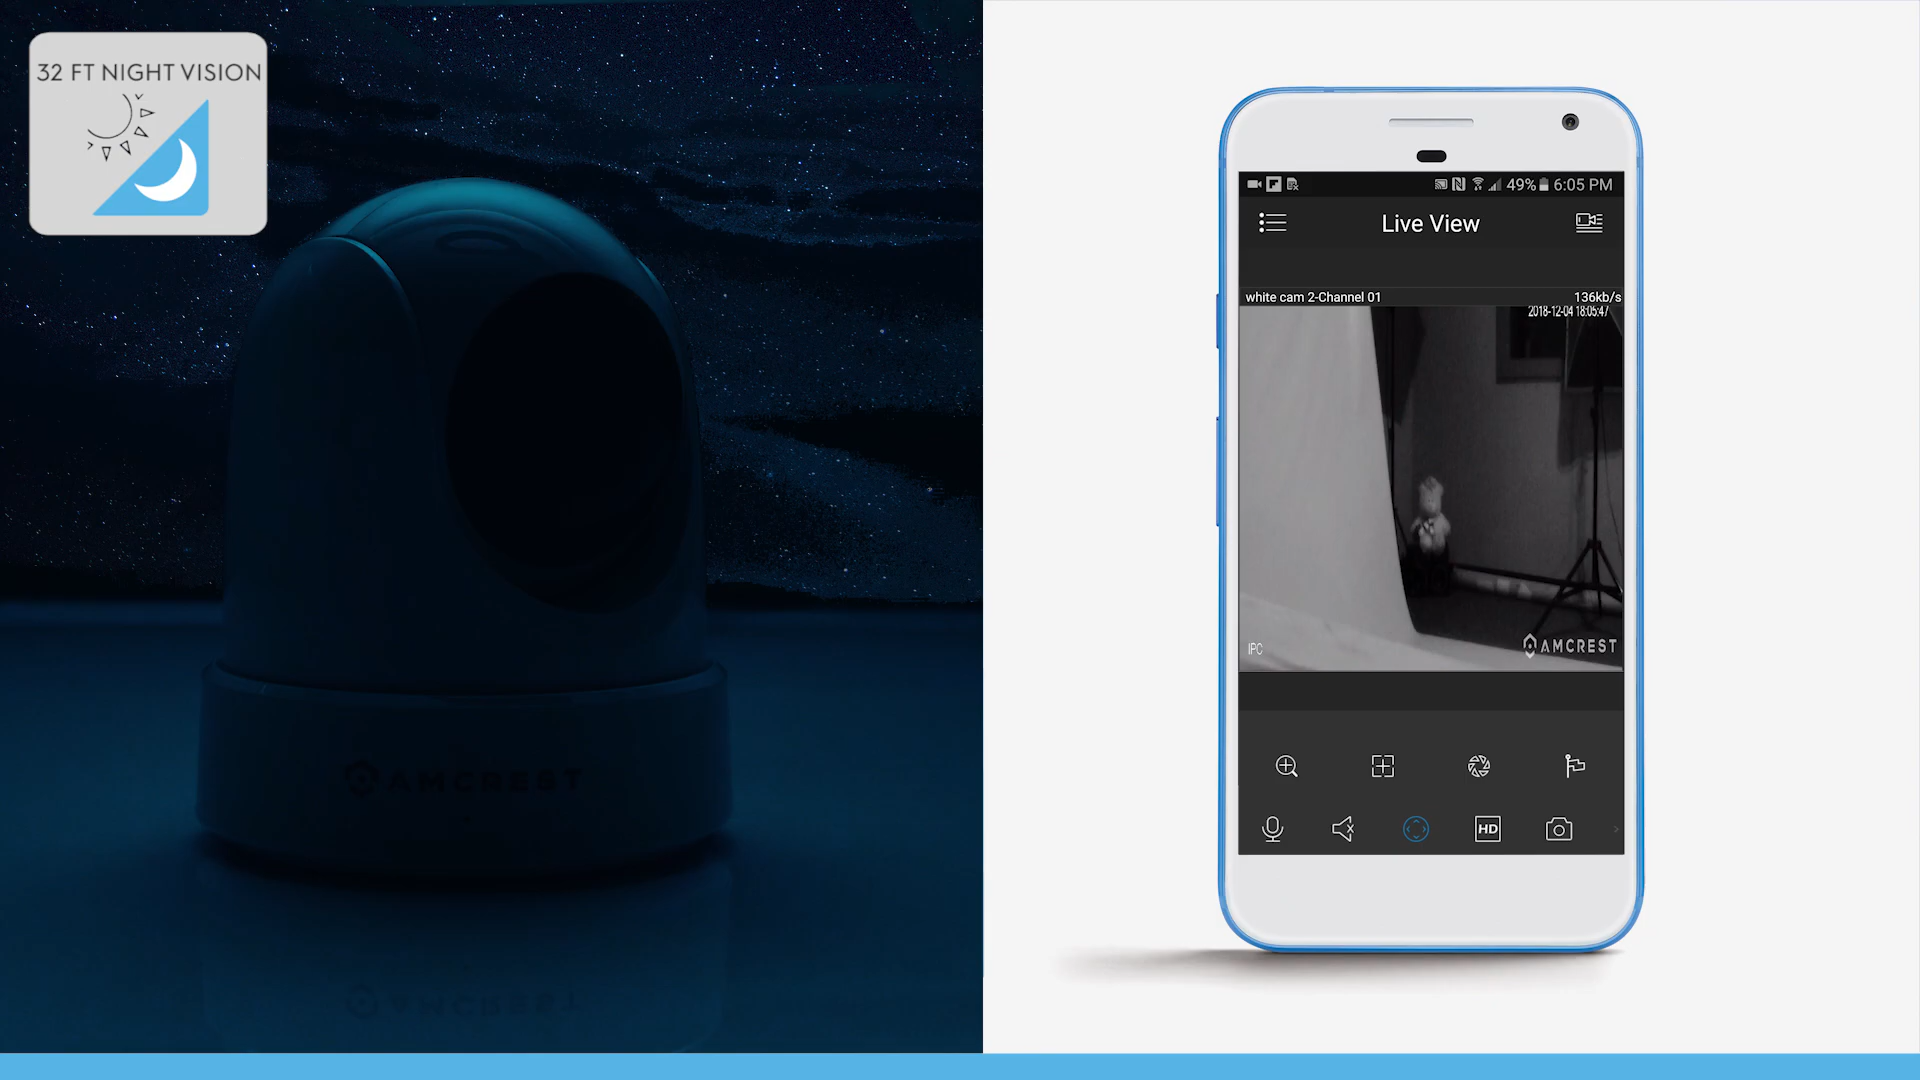 32 FT NIGHT VISION
AMCREST
49% 6:05 PM
Live View
white cam 2-Channel 01 136kb/s
2018-12-04 18:05:47
IPC AMCREST
HD